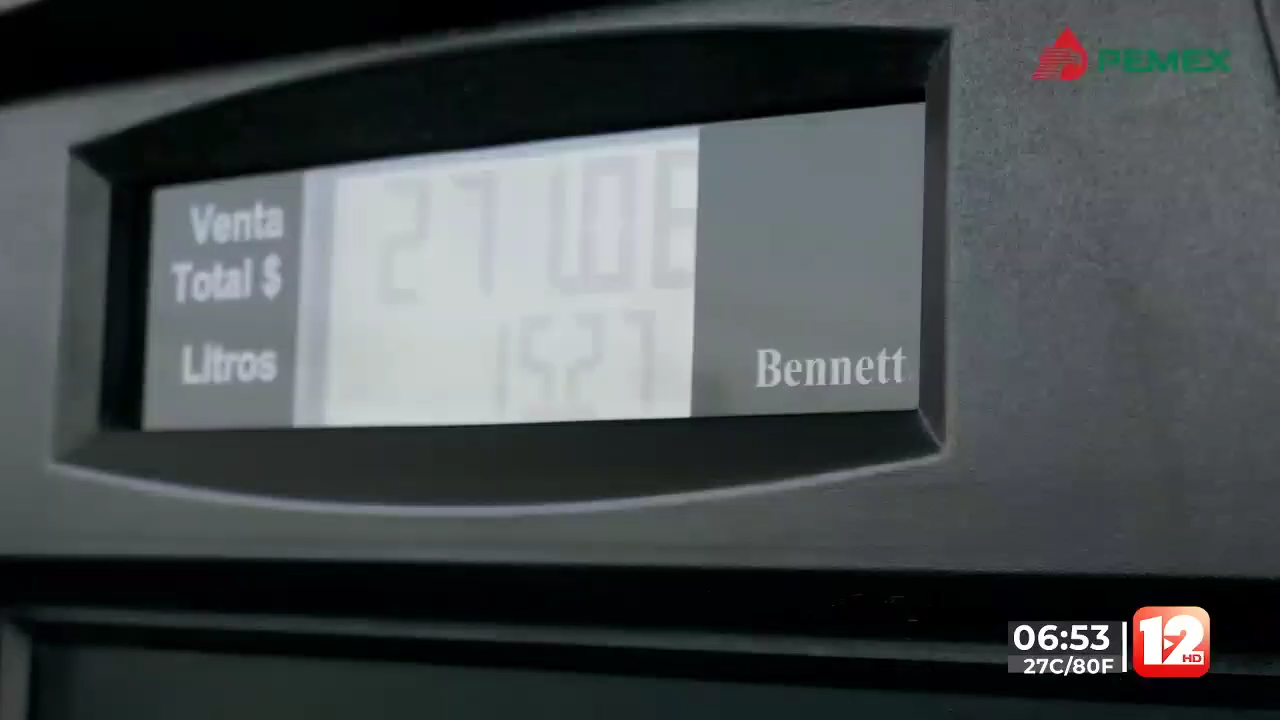 PEMEX
Venta
Total $
Litros
Bennett
06:53
27C/80F
12
HD